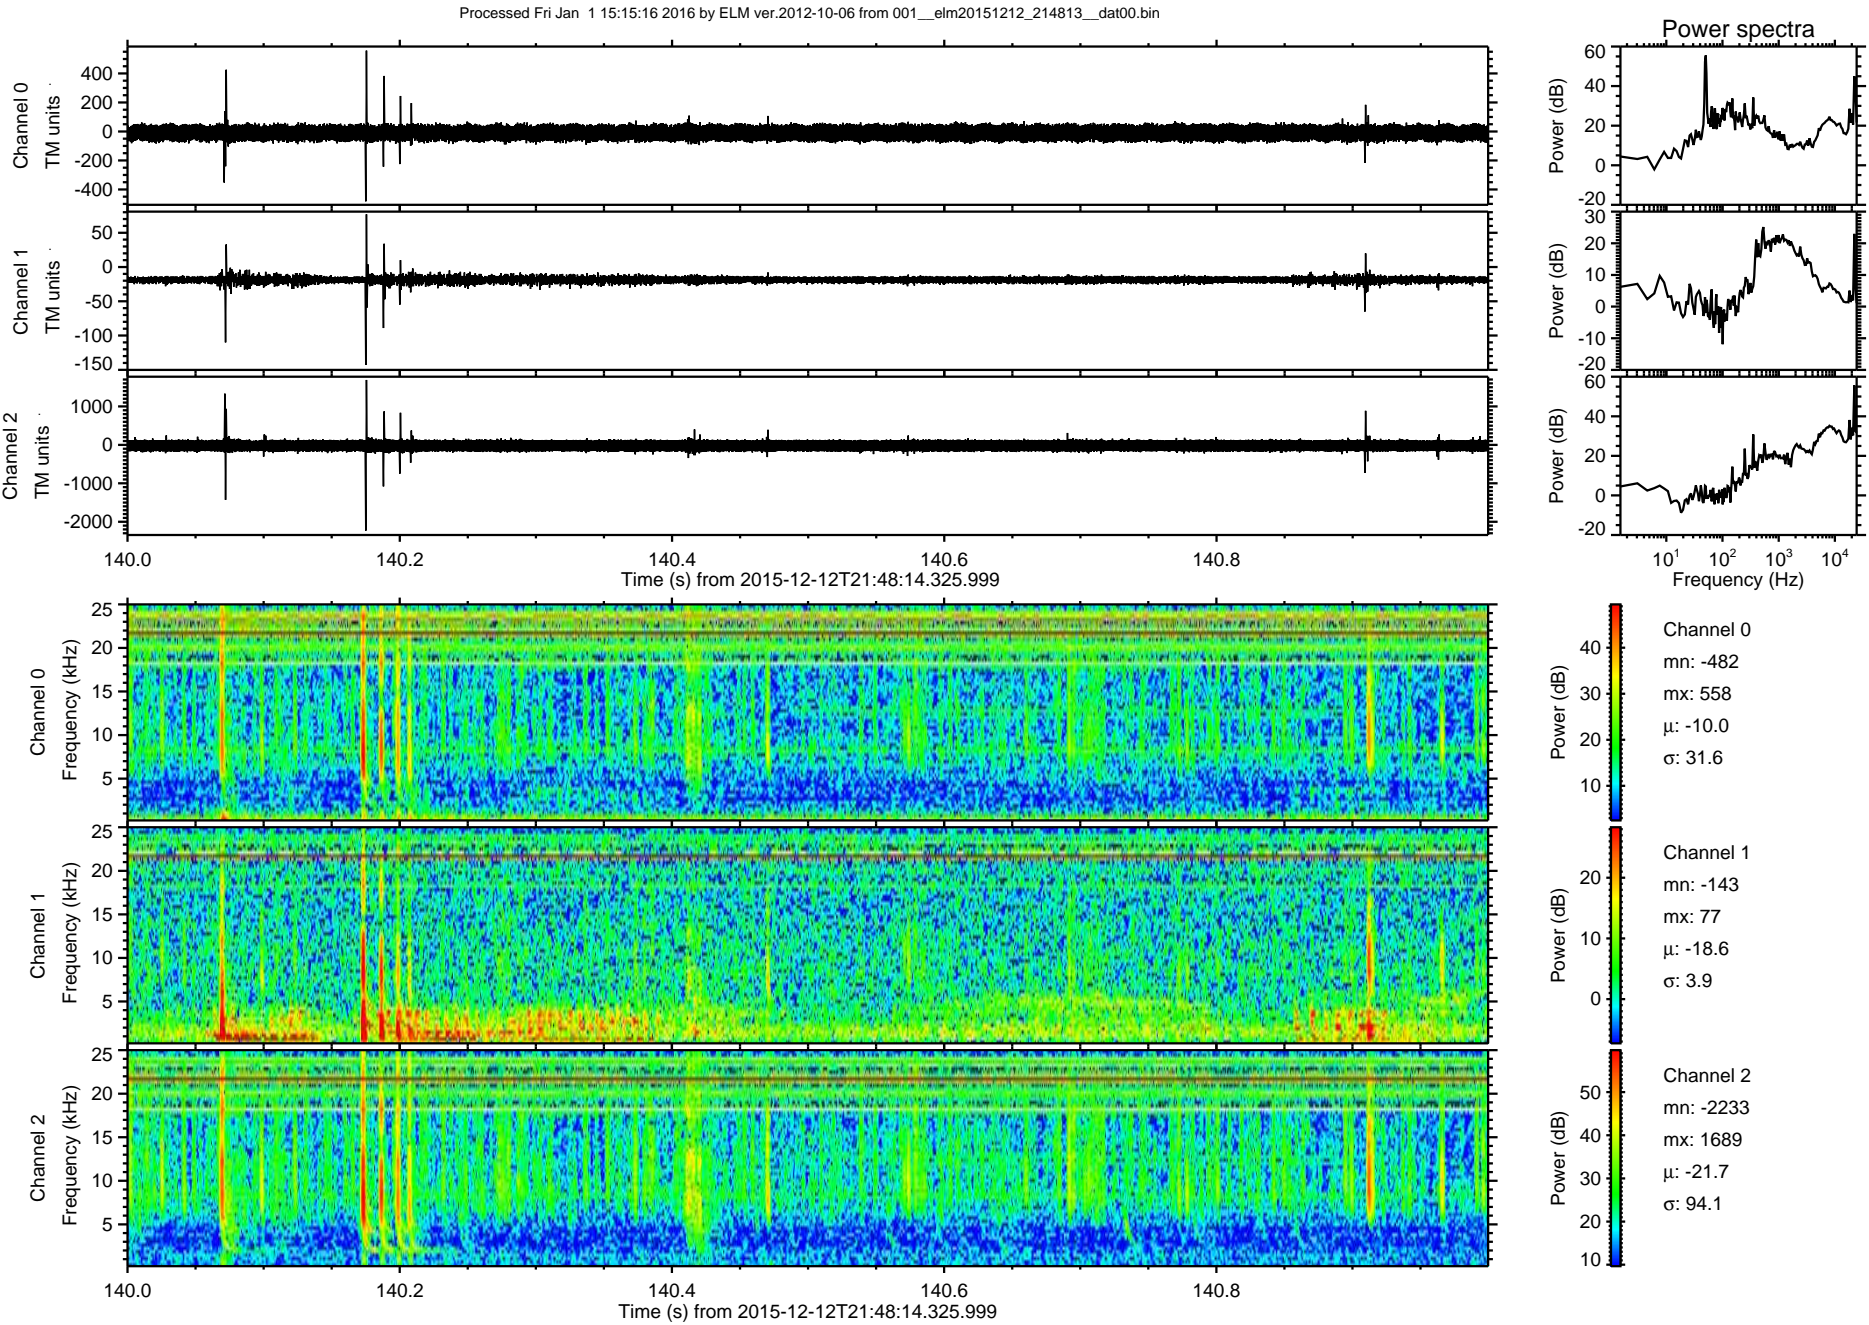 Processed Fri Jan 1 15:15:16 2016 by ELM ver.2012-10-06 from 001__elm20151212_214813__dat00.bin
Power spectra
Channel 0
TM units
400
200
0
-200
-400
Power (dB)
60
40
20
0
-20
Channel 1
TM units
50
0
-50
-100
-150
Power (dB)
30
20
10
0
-10
-20
Channel 2
TM units
1000
0
-1000
-2000
Power (dB)
60
40
20
0
-20
140.0
140.2
140.4
140.6
140.8
Time (s) from 2015-12-12T21:48:14.325.999
10^1
10^2
10^3
10^4
Frequency (Hz)
Channel 0
Frequency (kHz)
25
20
15
10
5
Power (dB)
40
30
20
10
Channel 0
mn: -482
mx: 558
µ: -10.0
σ: 31.6
Channel 1
Frequency (kHz)
25
20
15
10
5
Power (dB)
20
10
0
Channel 1
mn: -143
mx: 77
µ: -18.6
σ: 3.9
Channel 2
Frequency (kHz)
25
20
15
10
5
Power (dB)
50
40
30
20
10
Channel 2
mn: -2233
mx: 1689
µ: -21.7
σ: 94.1
140.0
140.2
140.4
140.6
140.8
Time (s) from 2015-12-12T21:48:14.325.999